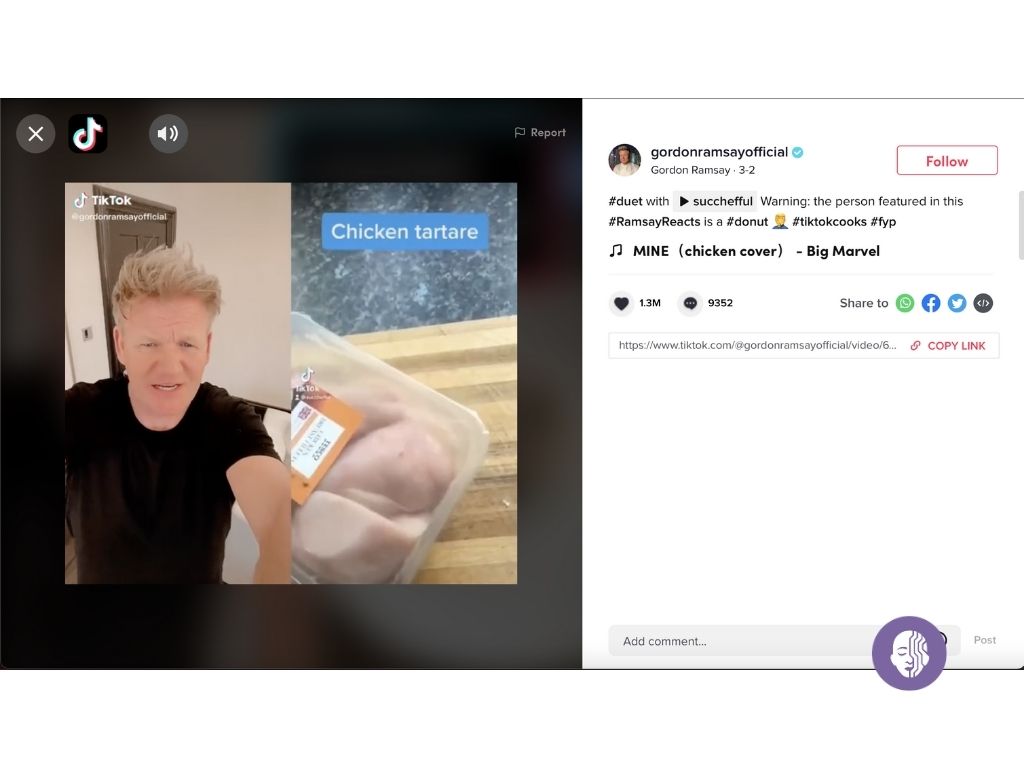 Report
TikTok
@gordonramsayofficial
Chicken tartare
TikTok
gordonramsayofficial
Gordon Ramsay · 3-2
Follow
#duet with ▶ succhefful Warning: the person featured in this
#RamsayReacts is a #donut 🤦‍♂️ #tiktokcooks #fyp
♫ MINE（chicken cover） - Big Marvel
1.3M
9352
Share to
https://www.tiktok.com/@gordonramsayofficial/video/6...
COPY LINK
Add comment...
Post